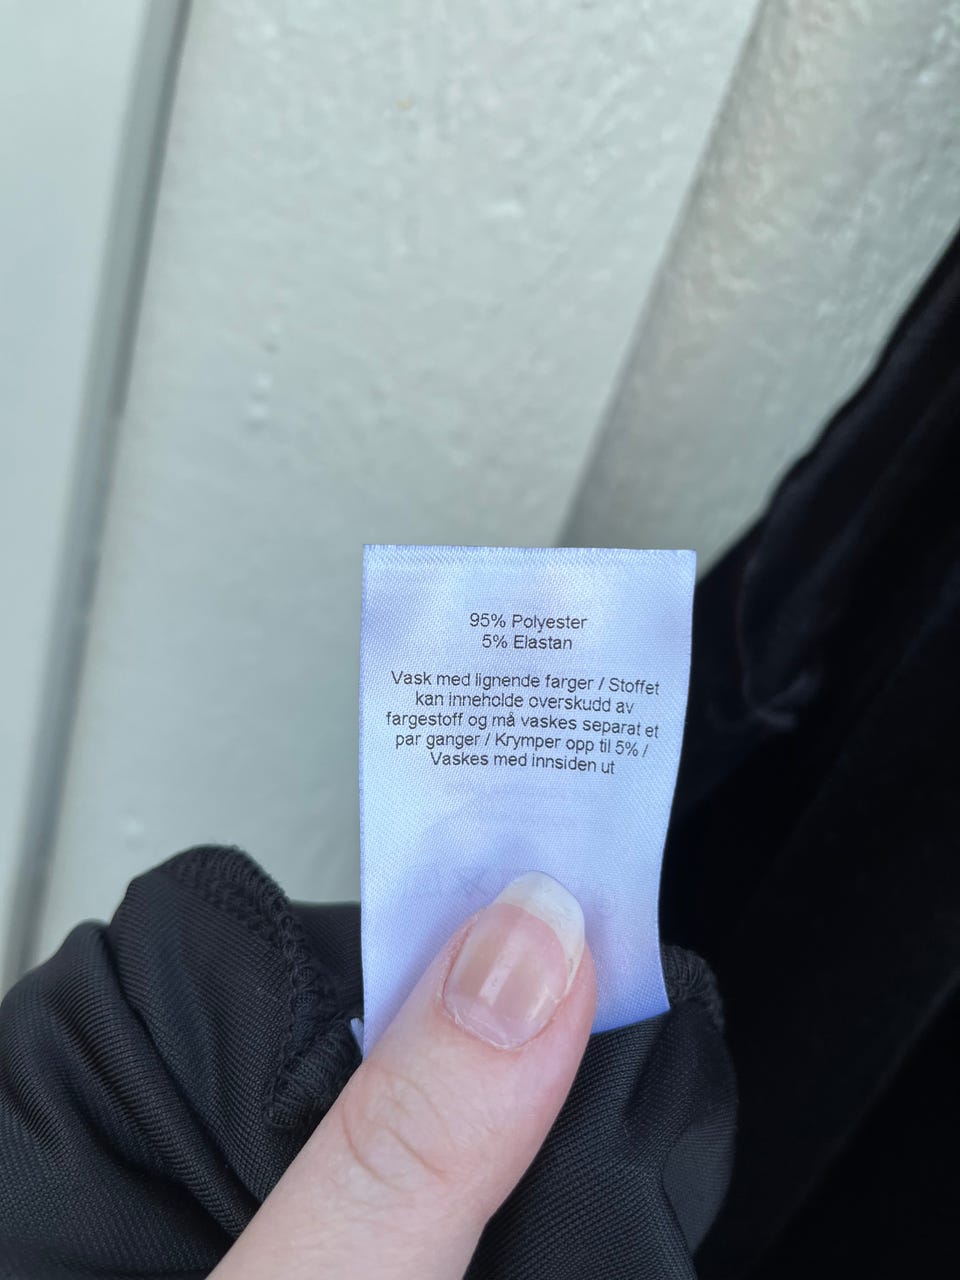 95% Polyester
5% Elastan
Vask med lignende farger / Stoffet
kan inneholde overskudd av
fargestoff og må vaskes separat et
par ganger / Krymper opp til 5% /
Vaskes med innsiden ut